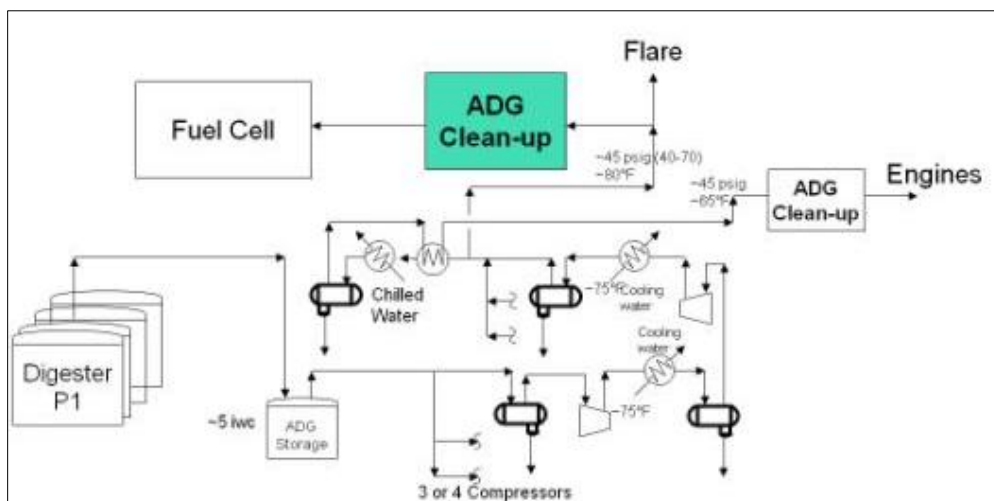 Flare
Fuel Cell
ADG
Clean-up
~45 psig (40-70)
~80°F
~45 psig
~65°F
ADG
Clean-up
Engines
Chilled
Water
~75°F
Cooling
water
Digester
P1
~5 iwc
ADG
Storage
Cooling
water
~75°F
3 or 4 Compressors